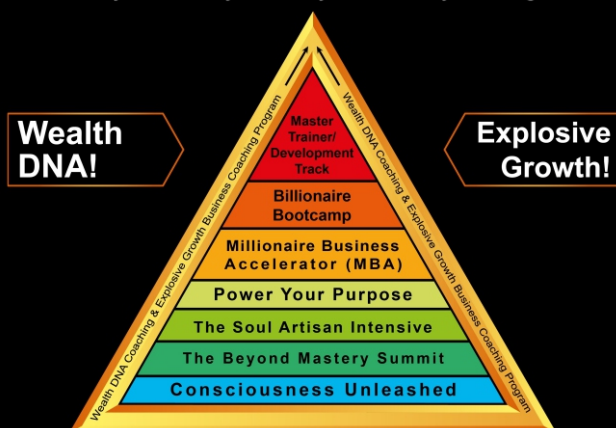 Wealth
DNA!
Explosive
Growth!
Wealth DNA Coaching & Explosive Growth Business Coaching Program
Wealth DNA Coaching & Explosive Growth Business Coaching Program
Master
Trainer/
Development
Track
Billionaire
Bootcamp
Millionaire Business
Accelerator (MBA)
Power Your Purpose
The Soul Artisan Intensive
The Beyond Mastery Summit
Consciousness Unleashed